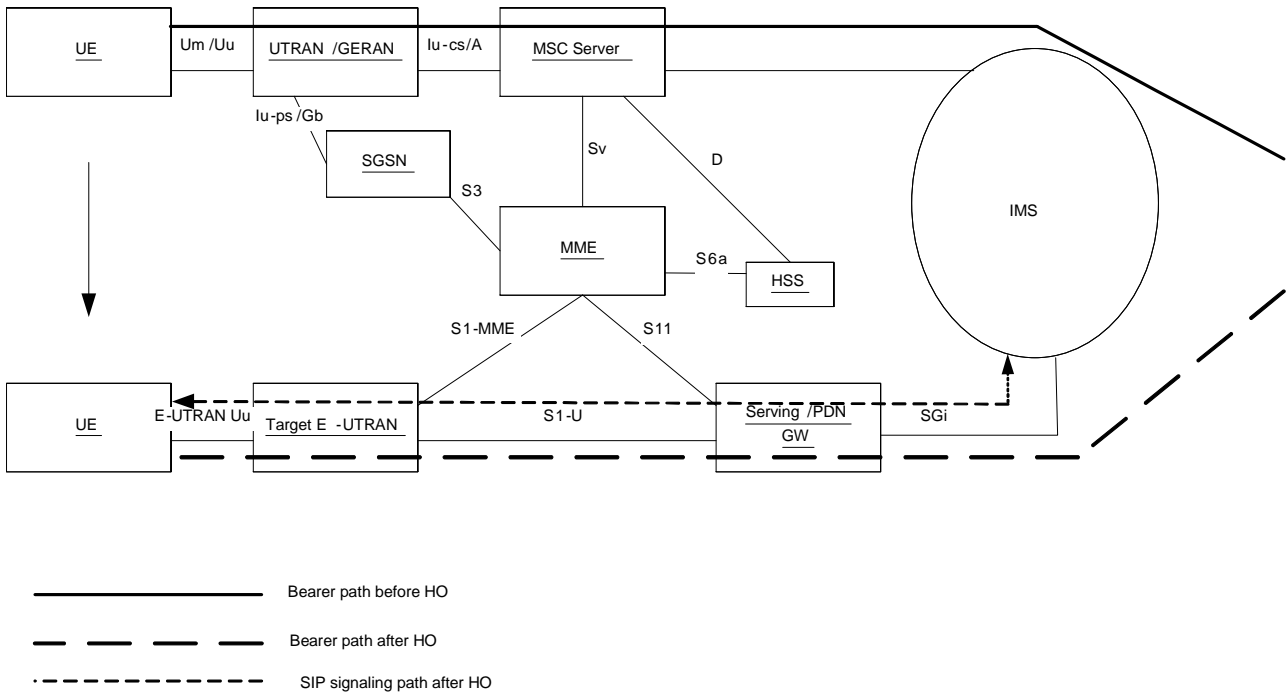 UE
Um /Uu
UTRAN /GERAN
Iu-cs/A
MSC Server
Iu-ps /Gb
SGSN
S3
Sv
D
IMS
MME
S6a
HSS
S1-MME
S11
UE
E-UTRAN Uu
Target E -UTRAN
S1-U
Serving /PDN
GW
SGi
Bearer path before HO
Bearer path after HO
SIP signaling path after HO